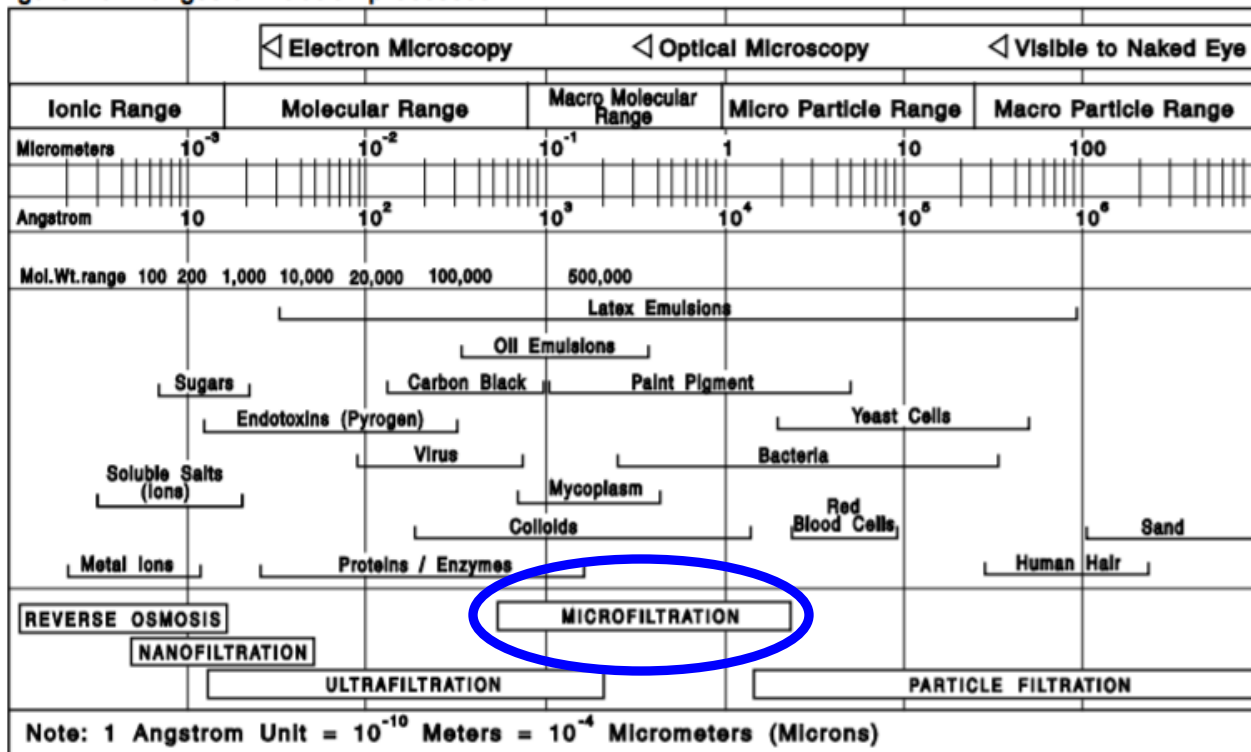 ◁ Electron Microscopy ◁ Optical Microscopy ◁ Visible to Naked Eye
Ionic Range Molecular Range Macro Molecular Range Micro Particle Range Macro Particle Range
Micrometers 10⁻³ 10⁻² 10⁻¹ 1 10 100
Angstrom 10 10² 10³ 10⁴ 10⁵ 10⁶
Mol.Wt.range 100 200 1,000 10,000 20,000 100,000 500,000
Latex Emulsions
Oil Emulsions
Sugars Carbon Black Paint Pigment
Endotoxins (Pyrogen) Yeast Cells
Virus Bacteria
Soluble Salts
(Ions) Mycoplasm
Red
Colloids Blood Cells Sand
Metal Ions Proteins / Enzymes Human Hair
REVERSE OSMOSIS MICROFILTRATION
NANOFILTRATION
ULTRAFILTRATION PARTICLE FILTRATION
Note: 1 Angstrom Unit = 10⁻¹⁰ Meters = 10⁻⁴ Micrometers (Microns)